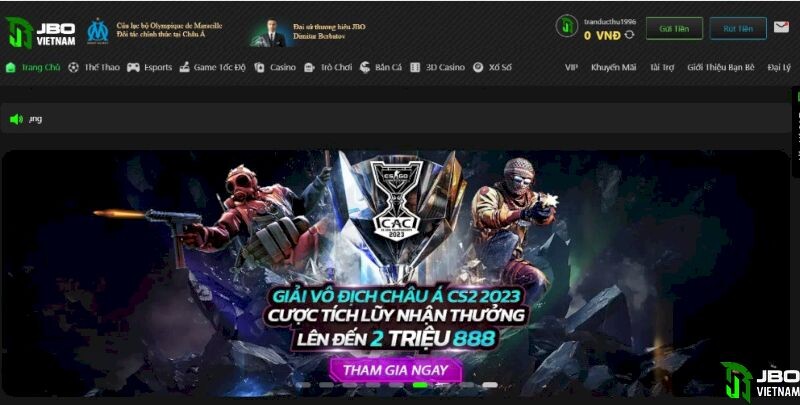 JBO
VIETNAM
Câu lạc bộ Olympique de Marseille
Đối tác chính thức tại Châu Á
Đại sứ thương hiệu JBO
Dimitar Berbatov
tranducthu1996
0 VNĐ
Gửi Tiền
Rút Tiền
Trang Chủ Thể Thao Esports Game Tốc Độ Casino Trò Chơi Bắn Cá 3D Casino Xổ Số VIP Khuyến Mãi Tài Trợ Giới Thiệu Bạn Bè Đại Lý
CS:GO
CAC
2023
GIẢI VÔ ĐỊCH CHÂU Á CS2 2023
CƯỢC TÍCH LŨY NHẬN THƯỞNG
LÊN ĐẾN 2 TRIỆU 888
THAM GIA NGAY
JBO
VIETNAM